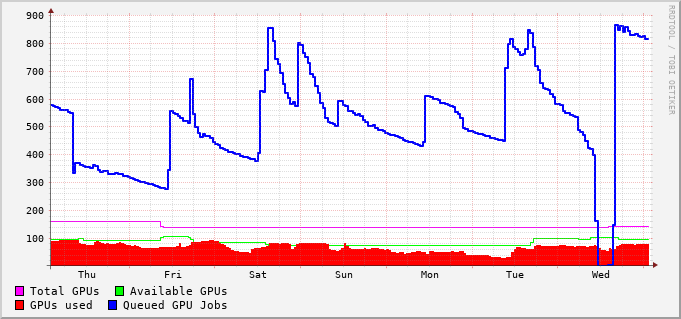 900
800
700
600
500
400
300
200
100
Thu Fri Sat Sun Mon Tue Wed
Total GPUs Available GPUs
GPUs used Queued GPU Jobs
RRDTOOL / TOBI OETIKER